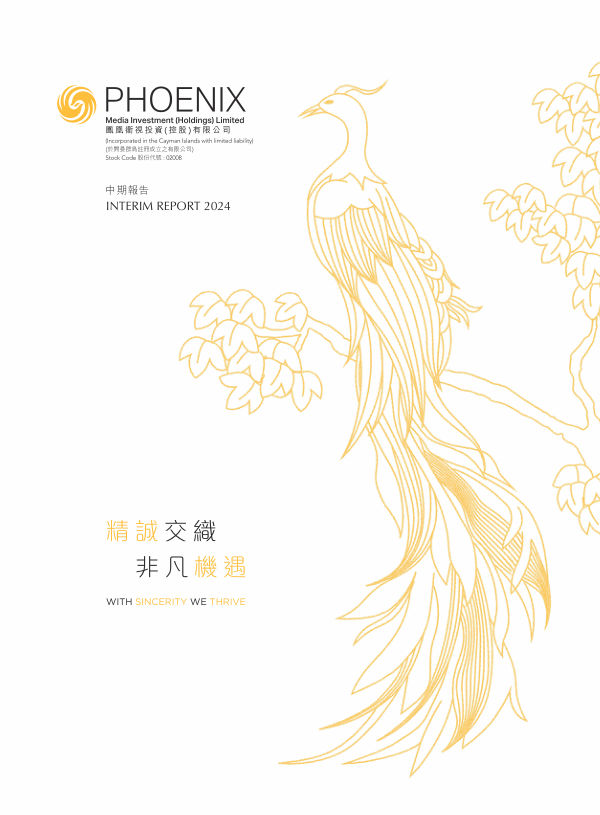 PHOENIX
Media Investment (Holdings) Limited
鳳凰衛視投資(控股)有限公司
(Incorporated in the Cayman Islands with limited liability)
(於開曼群島註冊成立之有限公司)
Stock Code 股份代號 : 02008
中期報告
INTERIM REPORT 2024
精誠交織
非凡機遇
WITH SINCERITY WE THRIVE